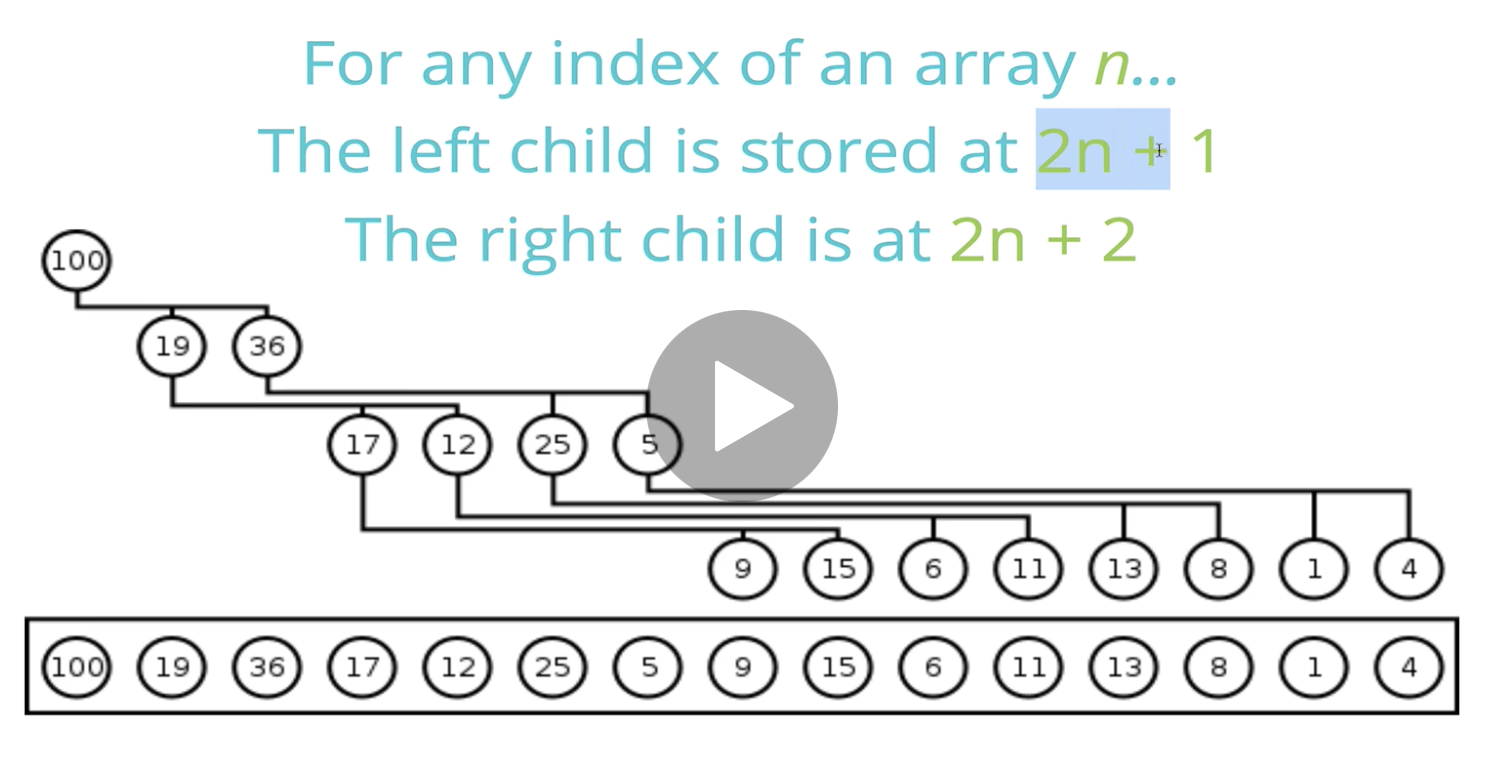 For any index of an array n...
The left child is stored at 2n + 1
The right child is at 2n + 2
100
19 36
17 12 25 5
9 15 6 11 13 8 1 4
100 19 36 17 12 25 5 9 15 6 11 13 8 1 4